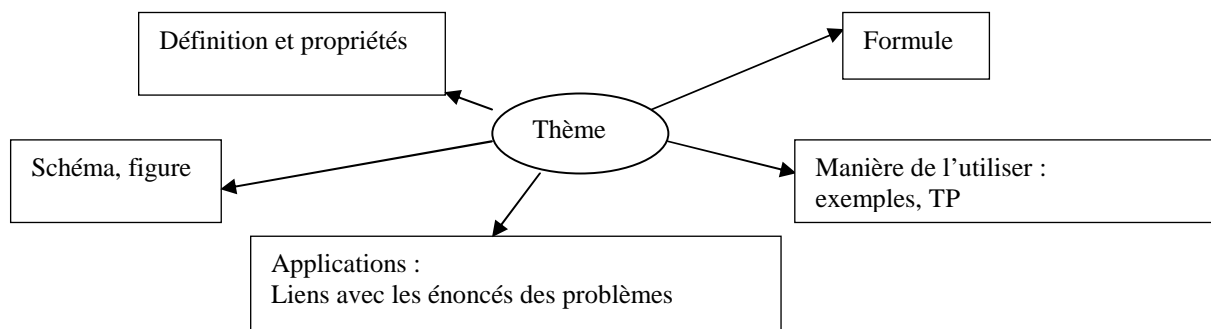 Définition et propriétés
Formule
Thème
Schéma, figure
Manière de l’utiliser :
exemples, TP
Applications :
Liens avec les énoncés des problèmes